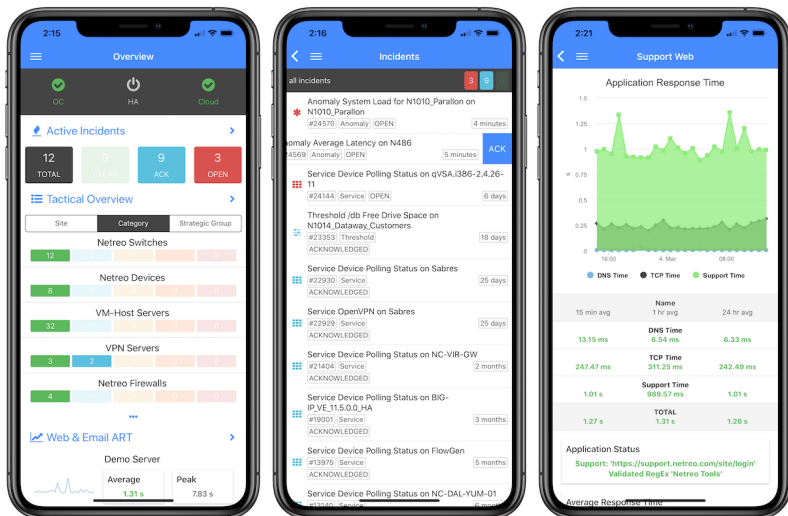 2:15
Overview
OC
HA
Cloud
Active Incidents
12
TOTAL
0
CLEAR
9
ACK
3
OPEN
Tactical Overview
Site
Category
Strategic Group
Netreo Switches
12
Netreo Devices
8
VM-Host Servers
32
VPN Servers
3
2
Netreo Firewalls
4
Web & Email ART
Demo Server
Average
1.31 s
Peak
7.83 s
2:16
Incidents
all incidents
3
9
Anomaly System Load for N1010_Parallon on
N1010_Parallon
#24570 Anomaly OPEN
4 minutes
nomaly Average Latency on N486
24569 Anomaly OPEN
5 minutes
ACK
Service Device Polling Status on qVSA.i386-2.4.26-
11
#24144 Service OPEN
6 days
Threshold /db Free Drive Space on
N1014_Dataway_Customers
#23353 Threshold
18 days
ACKNOWLEDGED
Service Device Polling Status on Sabres
#22930 Service
25 days
ACKNOWLEDGED
Service OpenVPN on Sabres
#22929 Service
25 days
ACKNOWLEDGED
Service Device Polling Status on NC-VIR-GW
#21404 Service
2 months
ACKNOWLEDGED
Service Device Polling Status on BIG-
IP_VE_11.5.0.0_HA
#19001 Service
3 months
ACKNOWLEDGED
Service Device Polling Status on FlowGen
#13975 Service
5 months
ACKNOWLEDGED
Service Device Polling Status on NC-DAL-YUM-01
#13140 Service
6 months
2:21
Support Web
Application Response Time
1.5
1.25
1
0.75
s
0.5
0.25
0
16:00
4. Mar
08:00
DNS Time
TCP Time
Support Time
Name
15 min avg
1 hr avg
24 hr avg
DNS Time
13.15 ms
6.54 ms
6.33 ms
TCP Time
247.47 ms
311.25 ms
242.49 ms
Support Time
1.01 s
989.57 ms
1.01 s
TOTAL
1.27 s
1.31 s
1.26 s
Application Status
Support: 'https://support.netreo.com/site/login'
Validated RegEx 'Netreo Tools'
Average Response Time